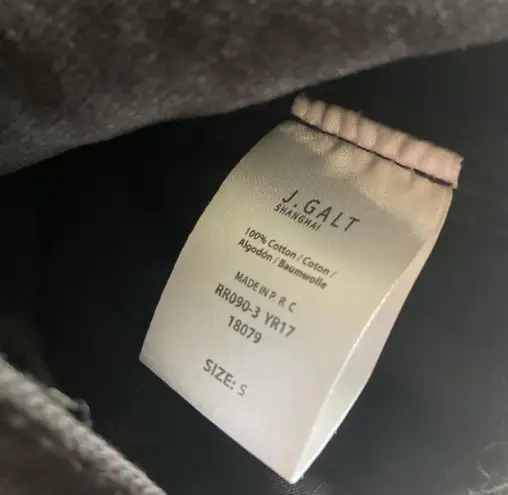 J. GALT
SHANGHAI
100% Cotton / Coton /
Algodón / Baumwolle
MADE IN P. R. C
RR090-3 YR17
18079
SIZE: S